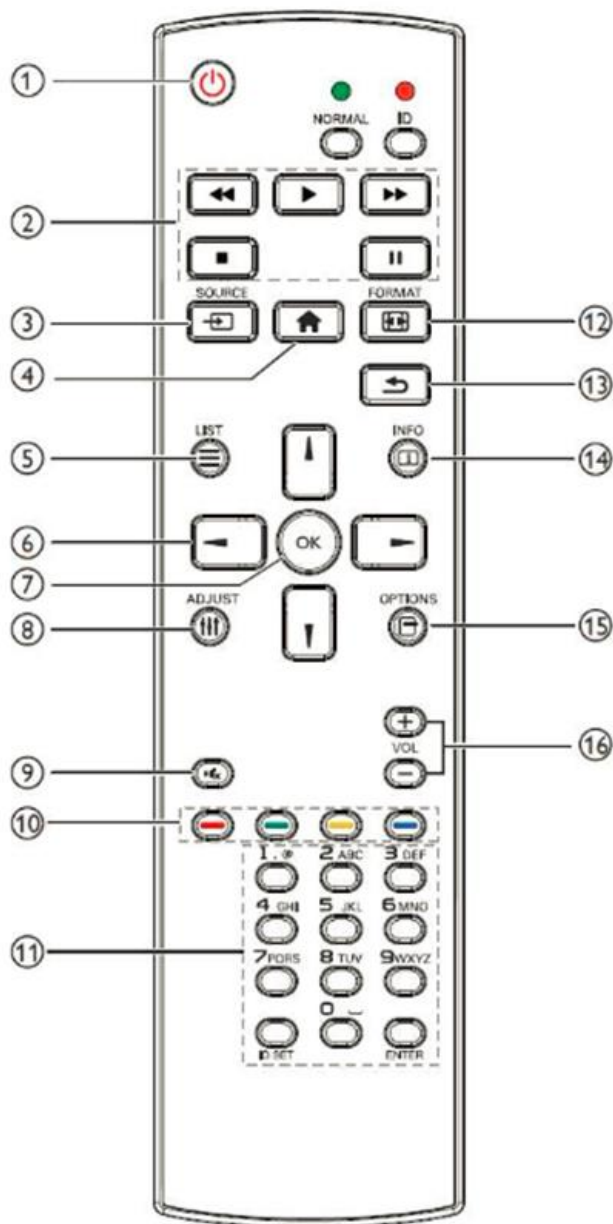 ①
NORMAL ID
②
SOURCE FORMAT
③ ⑫
④
⑬
LIST INFO
⑤ ⑭
⑥ OK
⑦
ADJUST OPTIONS
⑧ ⑮
+
VOL ⑯
⑨ −
⑩
1 .@ 2 ABC 3 DEF
4 GHI 5 JKL 6 MNO
⑪
7 PQRS 8 TUV 9 WXYZ
0 ⎵
ID SET ENTER